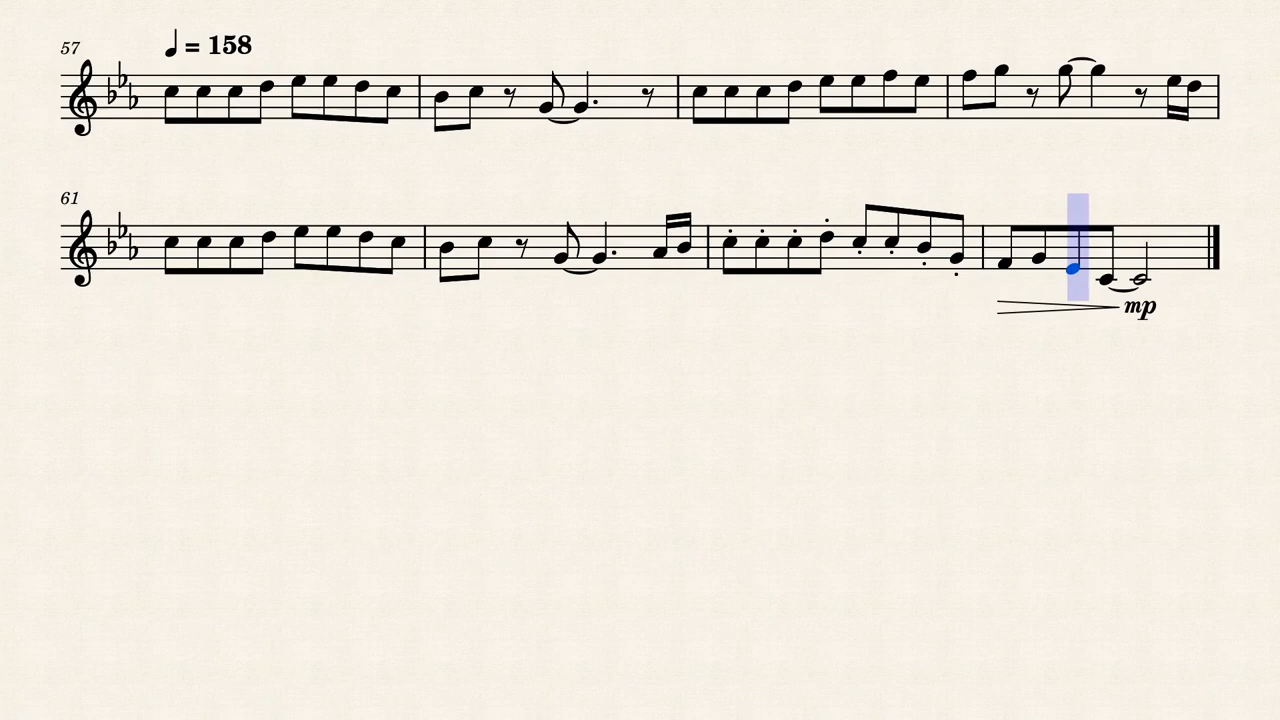 57
♩ = 158
61
mp